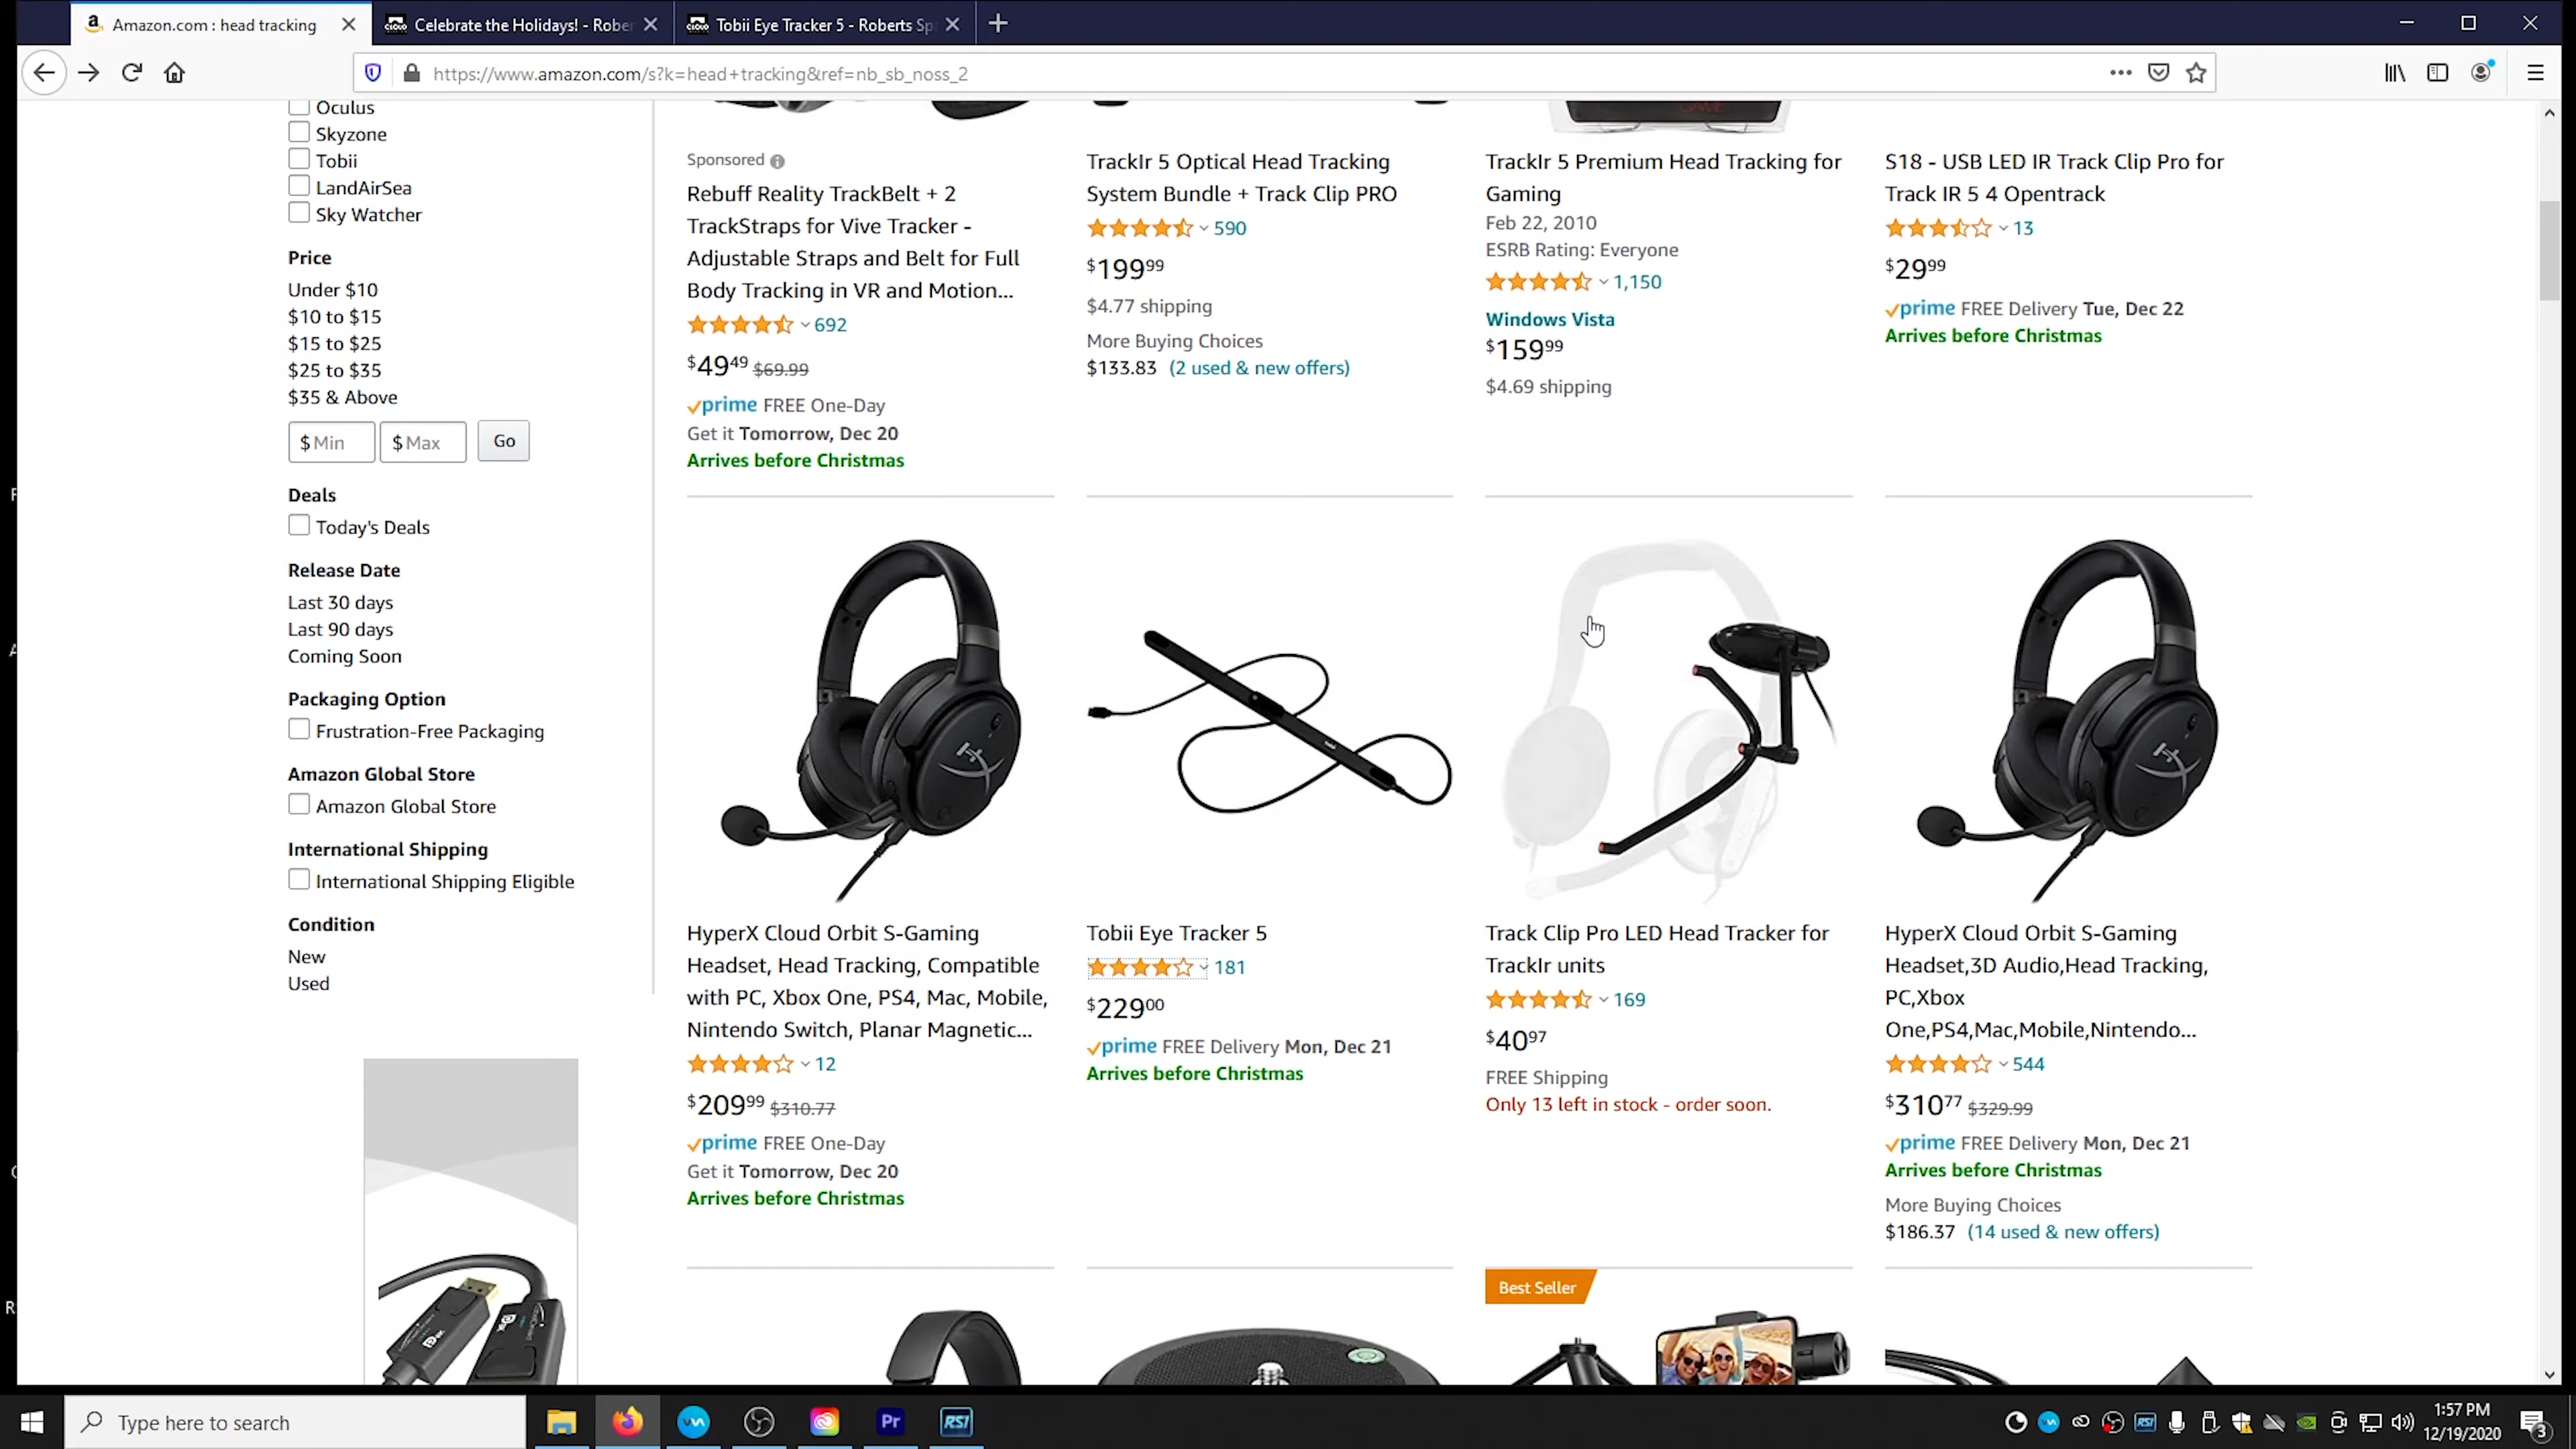 Amazon.com : head tracking
Celebrate the Holidays! - Rober
Tobii Eye Tracker 5 - Roberts Sp
https://www.amazon.com/s?k=head+tracking&ref=nb_sb_noss_2
Oculus
Skyzone
Tobii
LandAirSea
Sky Watcher
Price
Under $10
$10 to $15
$15 to $25
$25 to $35
$35 & Above
$ Min
$ Max
Go
Deals
Today's Deals
Release Date
Last 30 days
Last 90 days
Coming Soon
Packaging Option
Frustration-Free Packaging
Amazon Global Store
Amazon Global Store
International Shipping
International Shipping Eligible
Condition
New
Used
Sponsored
Rebuff Reality TrackBelt + 2
TrackStraps for Vive Tracker -
Adjustable Straps and Belt for Full
Body Tracking in VR and Motion...
692
$49.49 $69.99
prime FREE One-Day
Get it Tomorrow, Dec 20
Arrives before Christmas
TrackIr 5 Optical Head Tracking
System Bundle + Track Clip PRO
590
$199.99
$4.77 shipping
More Buying Choices
$133.83 (2 used & new offers)
TrackIr 5 Premium Head Tracking for
Gaming
Feb 22, 2010
ESRB Rating: Everyone
1,150
Windows Vista
$159.99
$4.69 shipping
S18 - USB LED IR Track Clip Pro for
Track IR 5 4 Opentrack
13
$29.99
prime FREE Delivery Tue, Dec 22
Arrives before Christmas
HyperX Cloud Orbit S-Gaming
Headset, Head Tracking, Compatible
with PC, Xbox One, PS4, Mac, Mobile,
Nintendo Switch, Planar Magnetic...
12
$209.99 $310.77
prime FREE One-Day
Get it Tomorrow, Dec 20
Arrives before Christmas
Tobii Eye Tracker 5
181
$229.00
prime FREE Delivery Mon, Dec 21
Arrives before Christmas
Track Clip Pro LED Head Tracker for
TrackIr units
169
$40.97
FREE Shipping
Only 13 left in stock - order soon.
HyperX Cloud Orbit S-Gaming
Headset,3D Audio,Head Tracking,
PC,Xbox
One,PS4,Mac,Mobile,Nintendo...
544
$310.77 $329.99
prime FREE Delivery Mon, Dec 21
Arrives before Christmas
More Buying Choices
$186.37 (14 used & new offers)
Best Seller
Type here to search
Pr
RSI
1:57 PM
12/19/2020
3